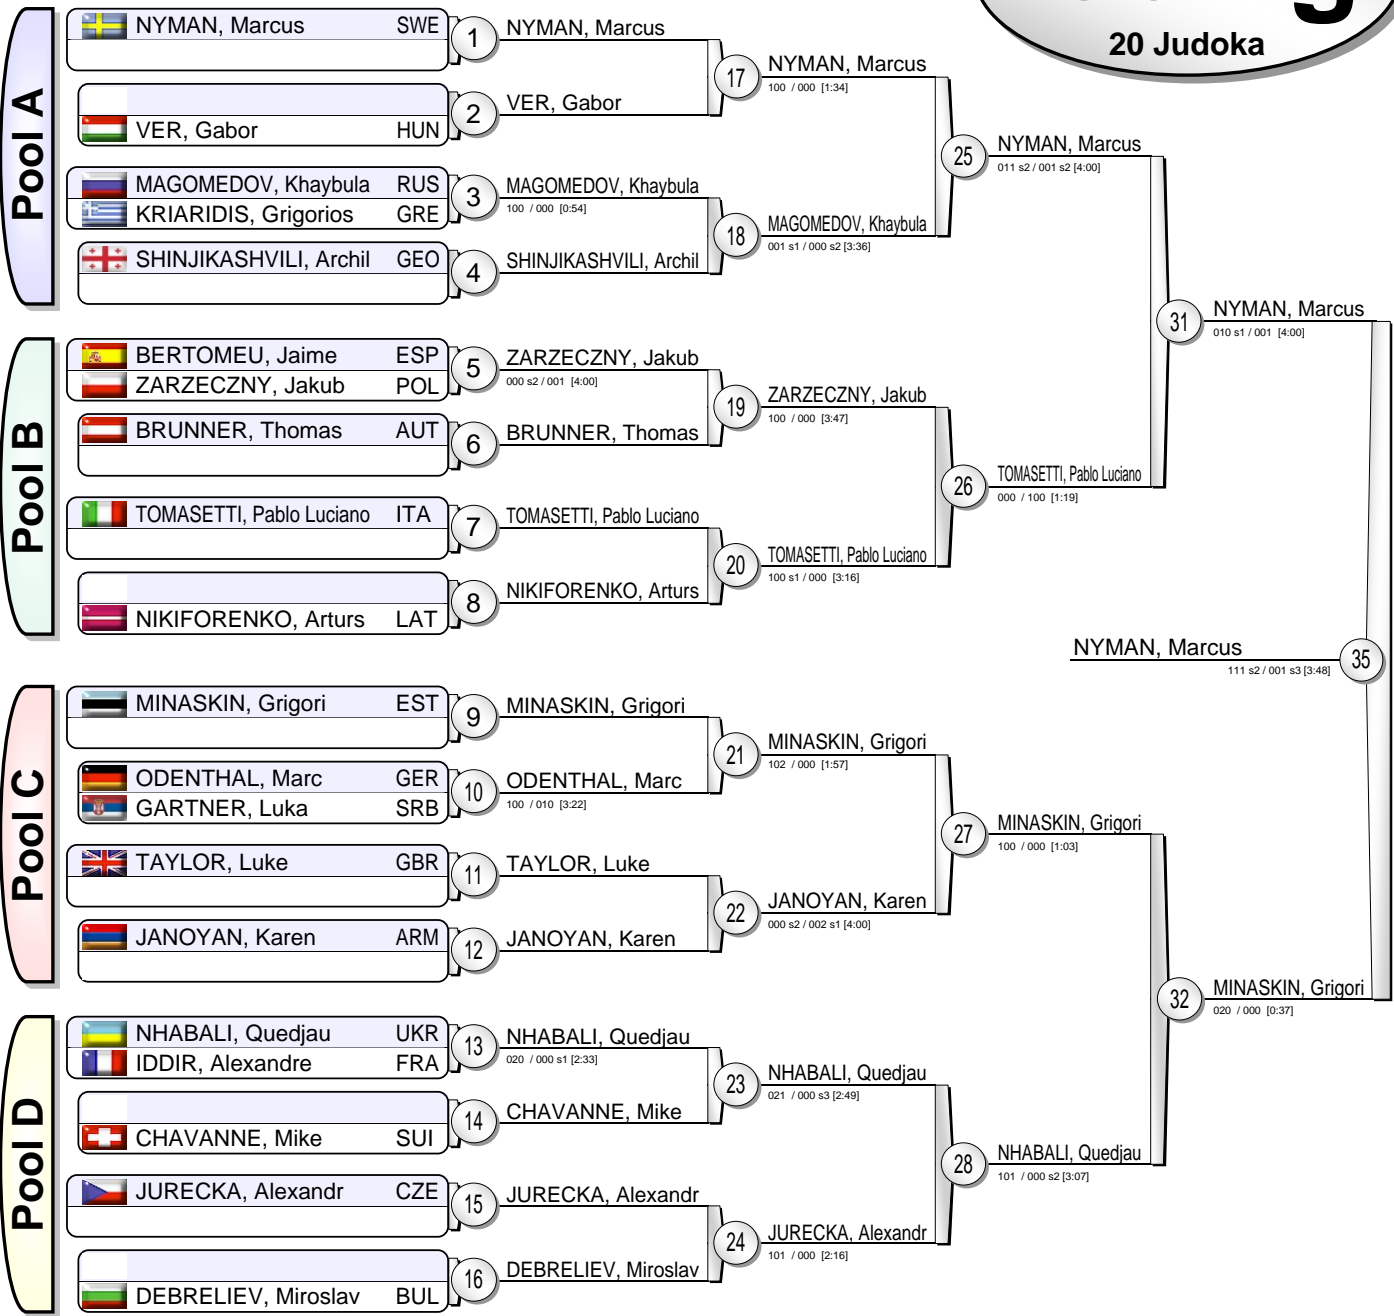 20 Judoka
Pool A
NYMAN, Marcus SWE
VER, Gabor HUN
MAGOMEDOV, Khaybula RUS
KRIARIDIS, Grigorios GRE
SHINJIKASHVILI, Archil GEO
1
2
3
4
NYMAN, Marcus
VER, Gabor
MAGOMEDOV, Khaybula
100 / 000 [0:54]
SHINJIKASHVILI, Archil
17
18
NYMAN, Marcus
100 / 000 [1:34]
MAGOMEDOV, Khaybula
001 s1 / 000 s2 [3:36]
25
NYMAN, Marcus
011 s2 / 001 s2 [4:00]
Pool B
BERTOMEU, Jaime ESP
ZARZECZNY, Jakub POL
BRUNNER, Thomas AUT
TOMASETTI, Pablo Luciano ITA
NIKIFORENKO, Arturs LAT
5
6
7
8
ZARZECZNY, Jakub
000 s2 / 001 [4:00]
BRUNNER, Thomas
TOMASETTI, Pablo Luciano
NIKIFORENKO, Arturs
19
20
ZARZECZNY, Jakub
100 / 000 [3:47]
TOMASETTI, Pablo Luciano
100 s1 / 000 [3:16]
26
TOMASETTI, Pablo Luciano
000 / 100 [1:19]
31
NYMAN, Marcus
010 s1 / 001 [4:00]
NYMAN, Marcus
111 s2 / 001 s3 [3:48]
35
Pool C
MINASKIN, Grigori EST
ODENTHAL, Marc GER
GARTNER, Luka SRB
TAYLOR, Luke GBR
JANOYAN, Karen ARM
9
10
11
12
MINASKIN, Grigori
ODENTHAL, Marc
100 / 010 [3:22]
TAYLOR, Luke
JANOYAN, Karen
21
22
MINASKIN, Grigori
102 / 000 [1:57]
JANOYAN, Karen
000 s2 / 002 s1 [4:00]
27
MINASKIN, Grigori
100 / 000 [1:03]
Pool D
NHABALI, Quedjau UKR
IDDIR, Alexandre FRA
CHAVANNE, Mike SUI
JURECKA, Alexandr CZE
DEBRELIEV, Miroslav BUL
13
14
15
16
NHABALI, Quedjau
020 / 000 s1 [2:33]
CHAVANNE, Mike
JURECKA, Alexandr
DEBRELIEV, Miroslav
23
24
NHABALI, Quedjau
021 / 000 s3 [2:49]
JURECKA, Alexandr
101 / 000 [2:16]
28
NHABALI, Quedjau
101 / 000 s2 [3:07]
32
MINASKIN, Grigori
020 / 000 [0:37]